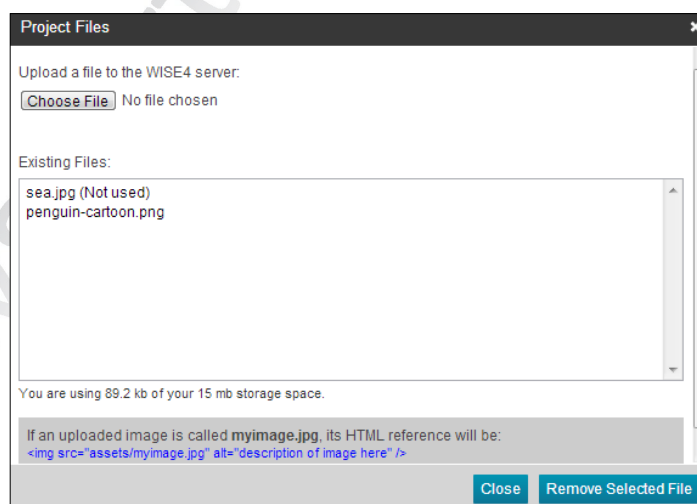 Project Files
Upload a file to the WISE4 server:
Choose File No file chosen
Existing Files:
sea.jpg (Not used)
penguin-cartoon.png
You are using 89.2 kb of your 15 mb storage space.
If an uploaded image is called myimage.jpg, its HTML reference will be:
<img src="assets/myimage.jpg" alt="description of image here" />
Close Remove Selected File